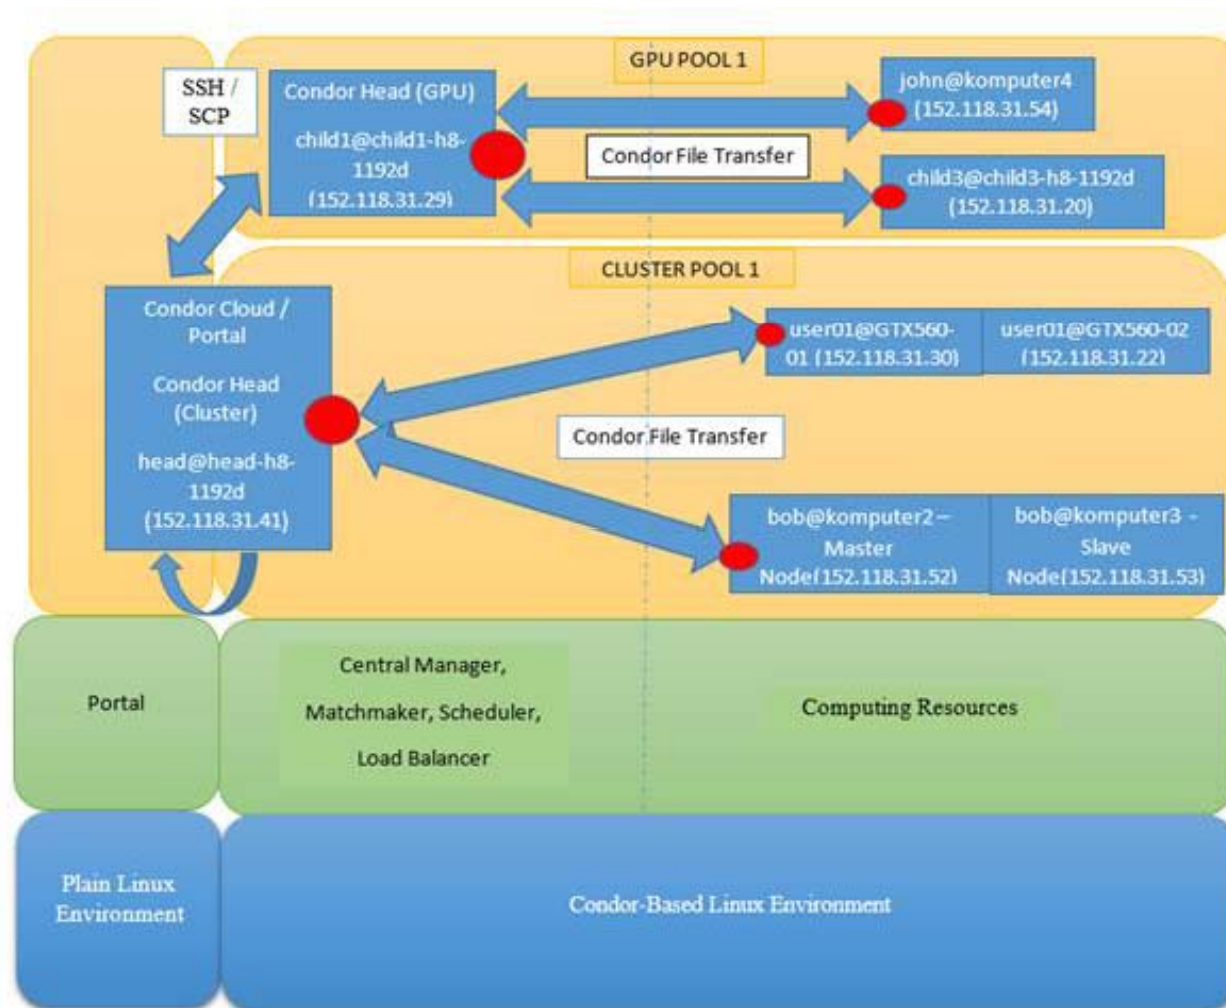 GPU POOL 1
SSH /
SCP
Condor Head (GPU)
child1@child1-h8-
1192d
(152.118.31.29)
john@komputer4
(152.118.31.54)
Condor File Transfer
child3@child3-h8-1192d
(152.118.31.20)
CLUSTER POOL 1
Condor Cloud /
Portal
Condor Head
(Cluster)
head@head-h8-
1192d
(152.118.31.41)
user01@GTX560-
01 (152.118.31.30)
user01@GTX560-02
(152.118.31.22)
Condor File Transfer
bob@komputer2 –
Master
Node(152.118.31.52)
bob@komputer3 -
Slave
Node(152.118.31.53)
Portal
Central Manager,
Matchmaker, Scheduler,
Load Balancer
Computing Resources
Plain Linux
Environment
Condor-Based Linux Environment